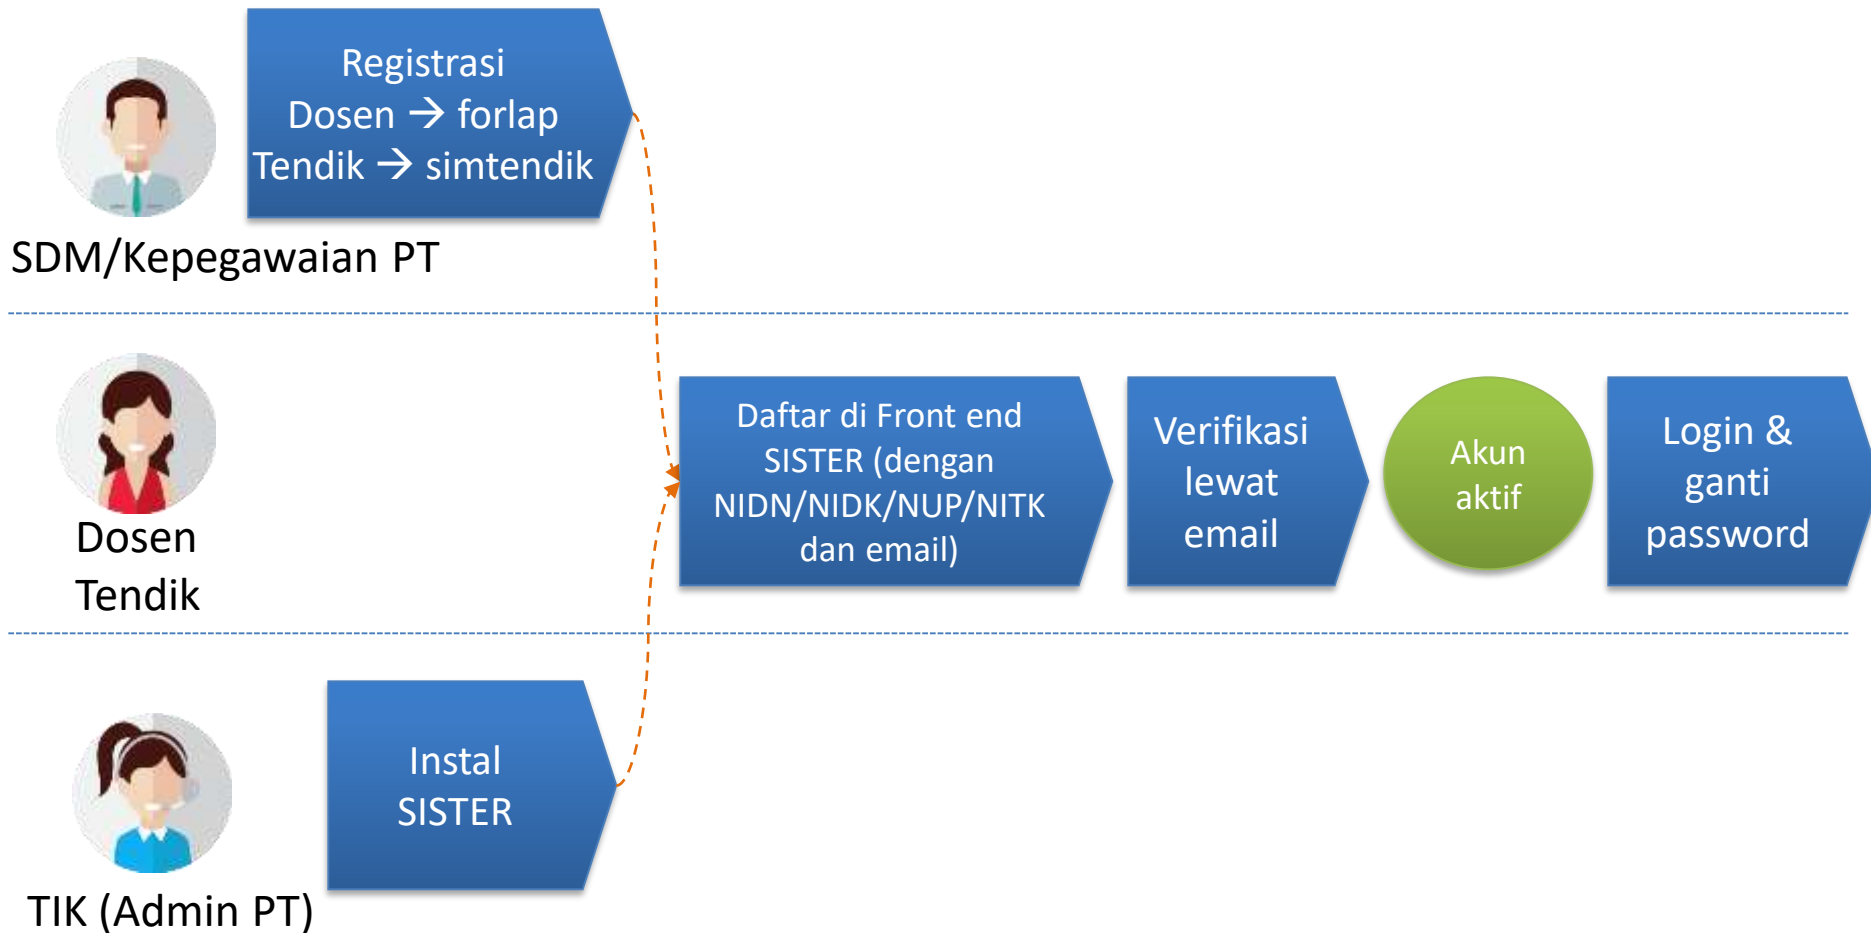 Registrasi
Dosen → forlap
Tendik → simtendik
SDM/Kepegawaian PT
Daftar di Front end
SISTER (dengan
NIDN/NIDK/NUP/NITK
dan email)
Verifikasi
lewat
email
Akun
aktif
Login &
ganti
password
Dosen
Tendik
Instal
SISTER
TIK (Admin PT)